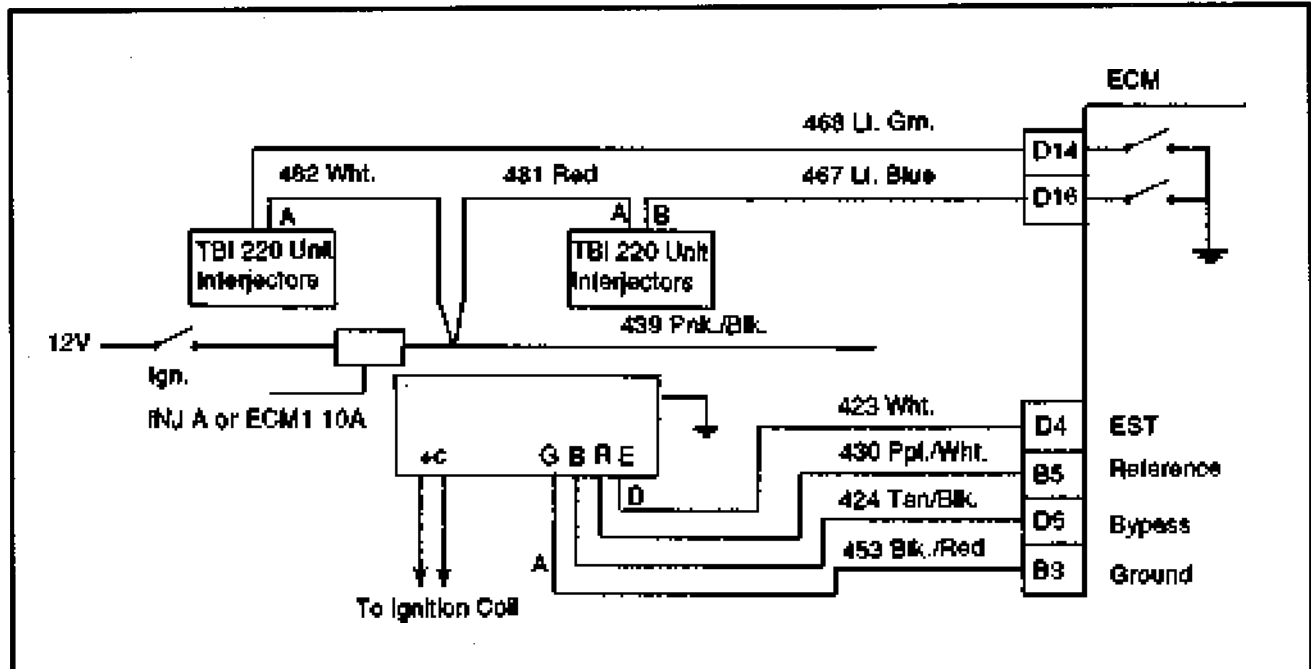 ECM
468 Lt. Grn.
D14
482 Wht.
481 Red
467 Lt. Blue
D16
A
A B
TBI 220 Unit
Interjectors
TBI 220 Unit
Interjectors
439 Pnk./Blk.
12V
Ign.
INJ A or ECM1 10A
423 Wht.
D4 EST
+C
G B R E
430 Ppl./Wht.
B5 Reference
D
424 Tan/Blk.
D5 Bypass
A
453 Blk./Red
B3 Ground
To Ignition Coil